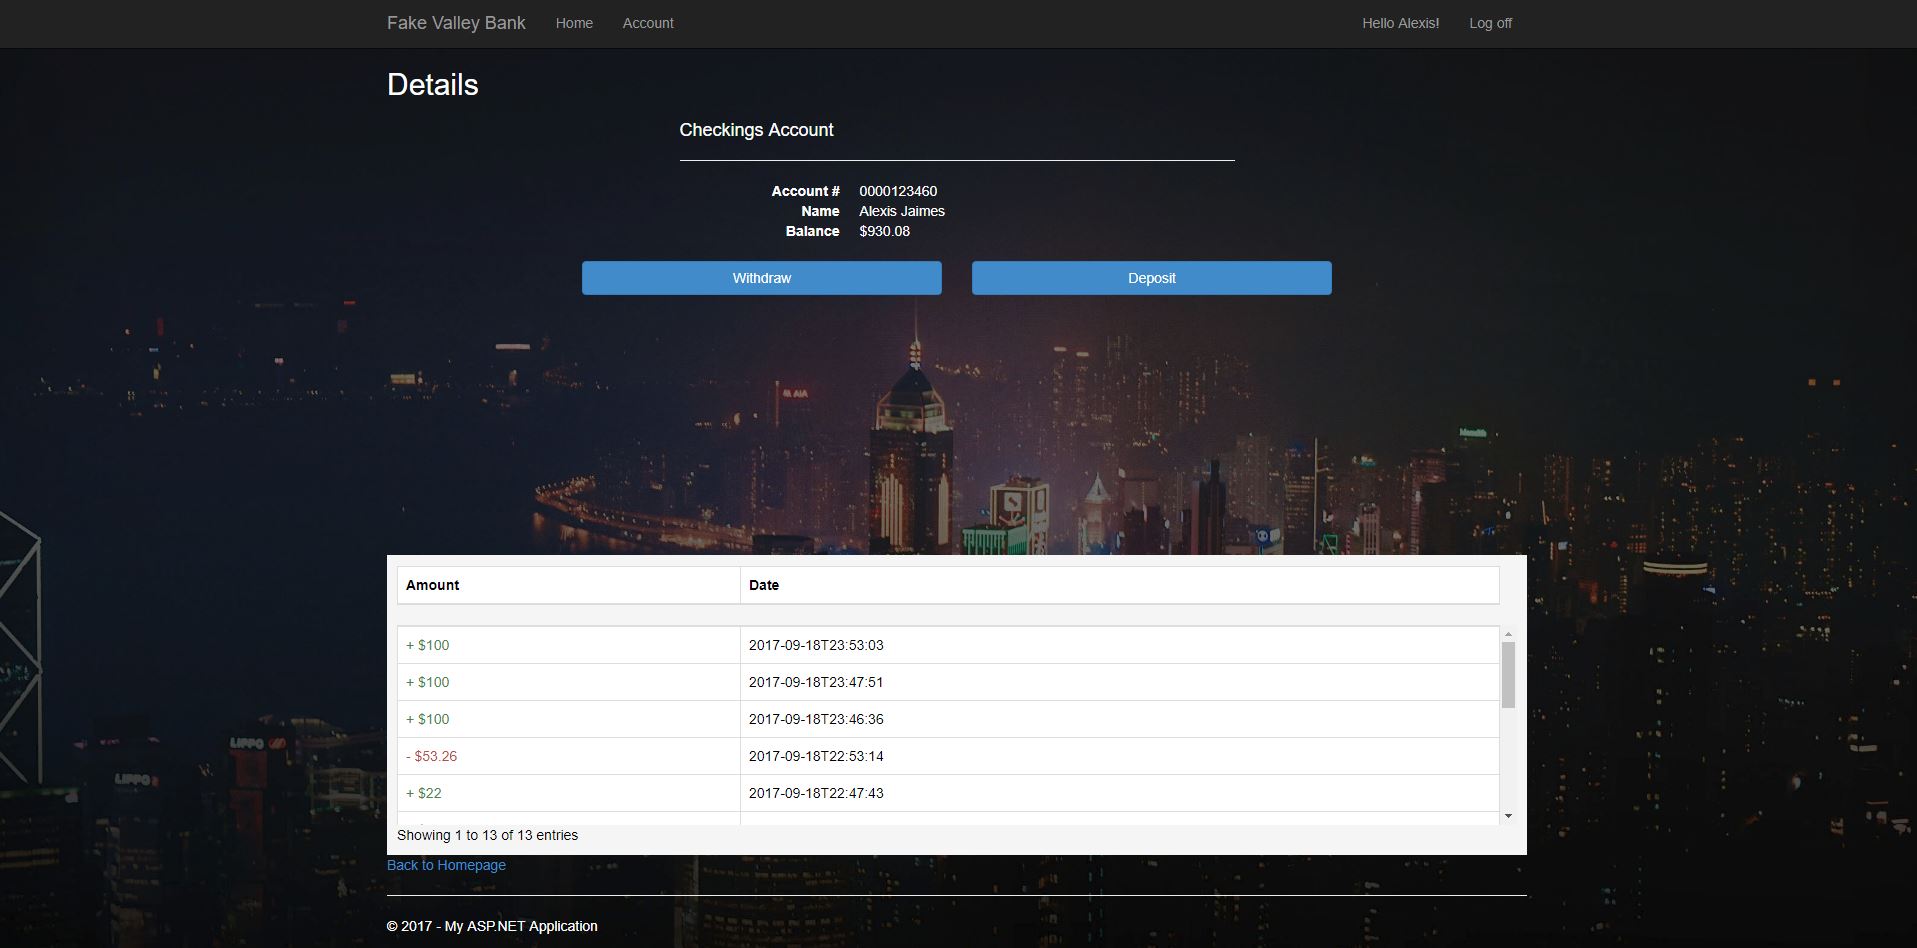 Fake Valley Bank Home Account Hello Alexis! Log off
Details
Checkings Account
Account # 0000123460
Name Alexis Jaimes
Balance $930.08
Withdraw Deposit
AIA
LIPPO
LIPPO
Amount Date
+ $100 2017-09-18T23:53:03
+ $100 2017-09-18T23:47:51
+ $100 2017-09-18T23:46:36
- $53.26 2017-09-18T22:53:14
+ $22 2017-09-18T22:47:43
Showing 1 to 13 of 13 entries
Back to Homepage
© 2017 - My ASP.NET Application